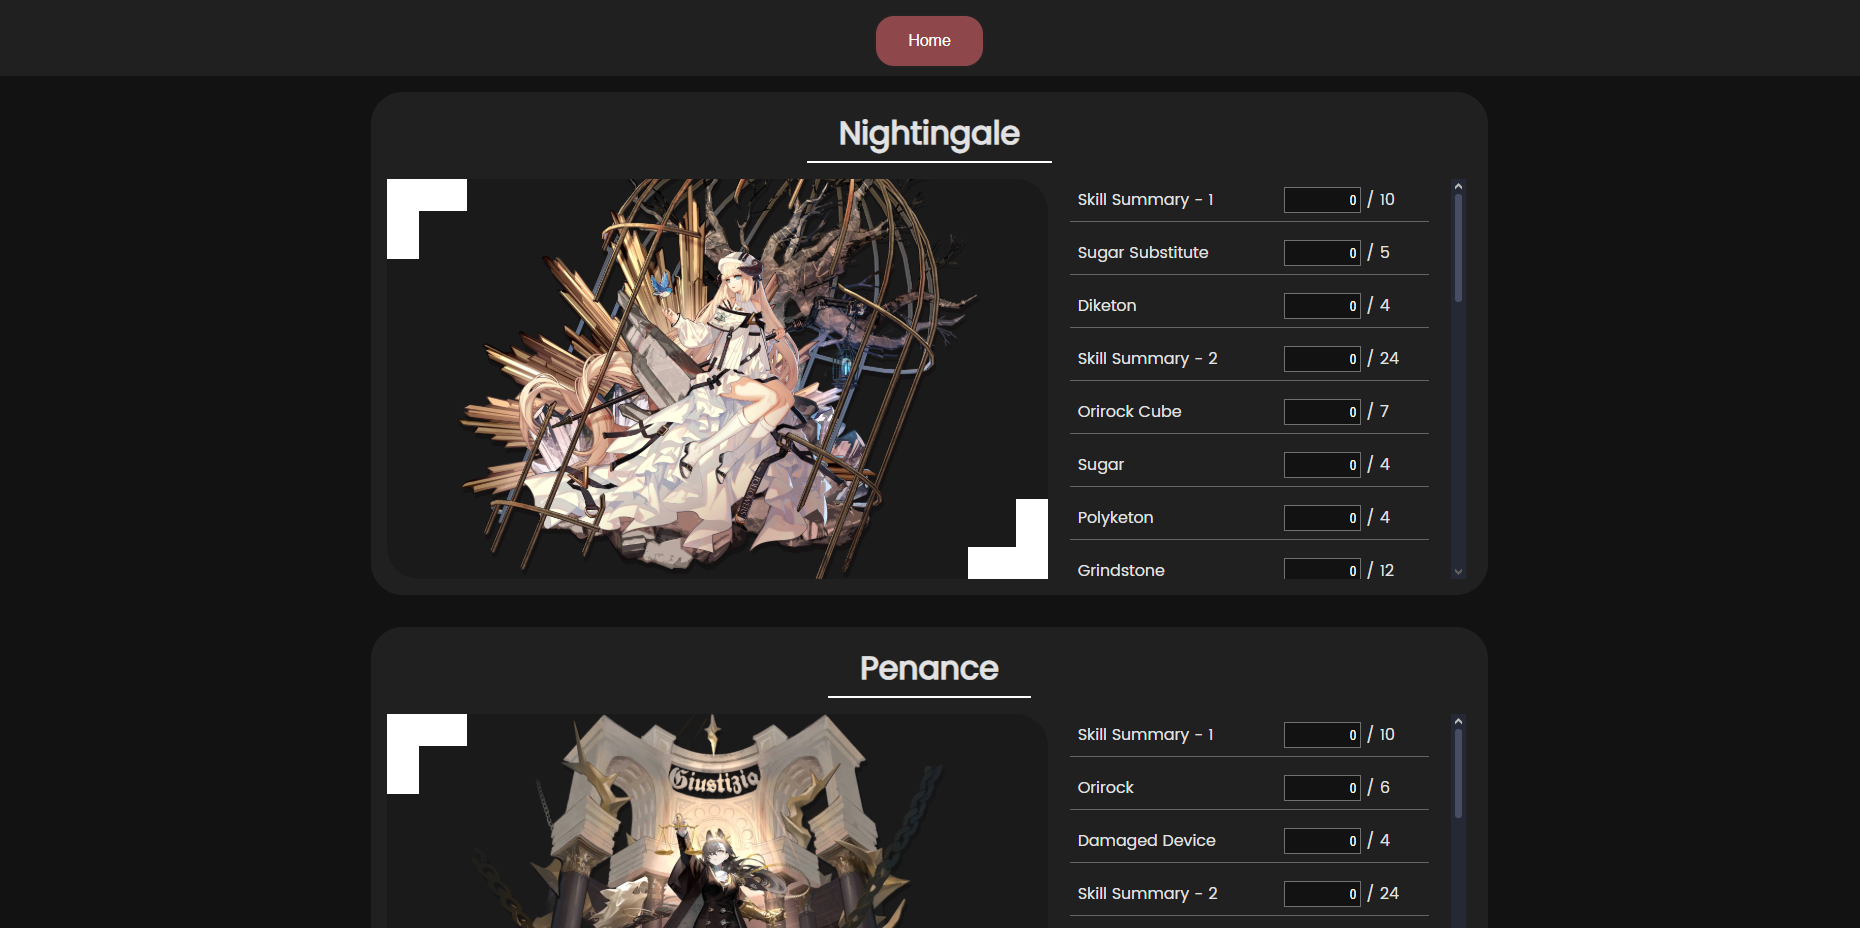 Home
Nightingale
Skill Summary - 1 0 / 10
Sugar Substitute 0 / 5
Diketon 0 / 4
Skill Summary - 2 0 / 24
Orirock Cube 0 / 7
Sugar 0 / 4
Polyketon 0 / 4
Grindstone 0 / 12
Penance
Giustizia
Skill Summary - 1 0 / 10
Orirock 0 / 6
Damaged Device 0 / 4
Skill Summary - 2 0 / 24